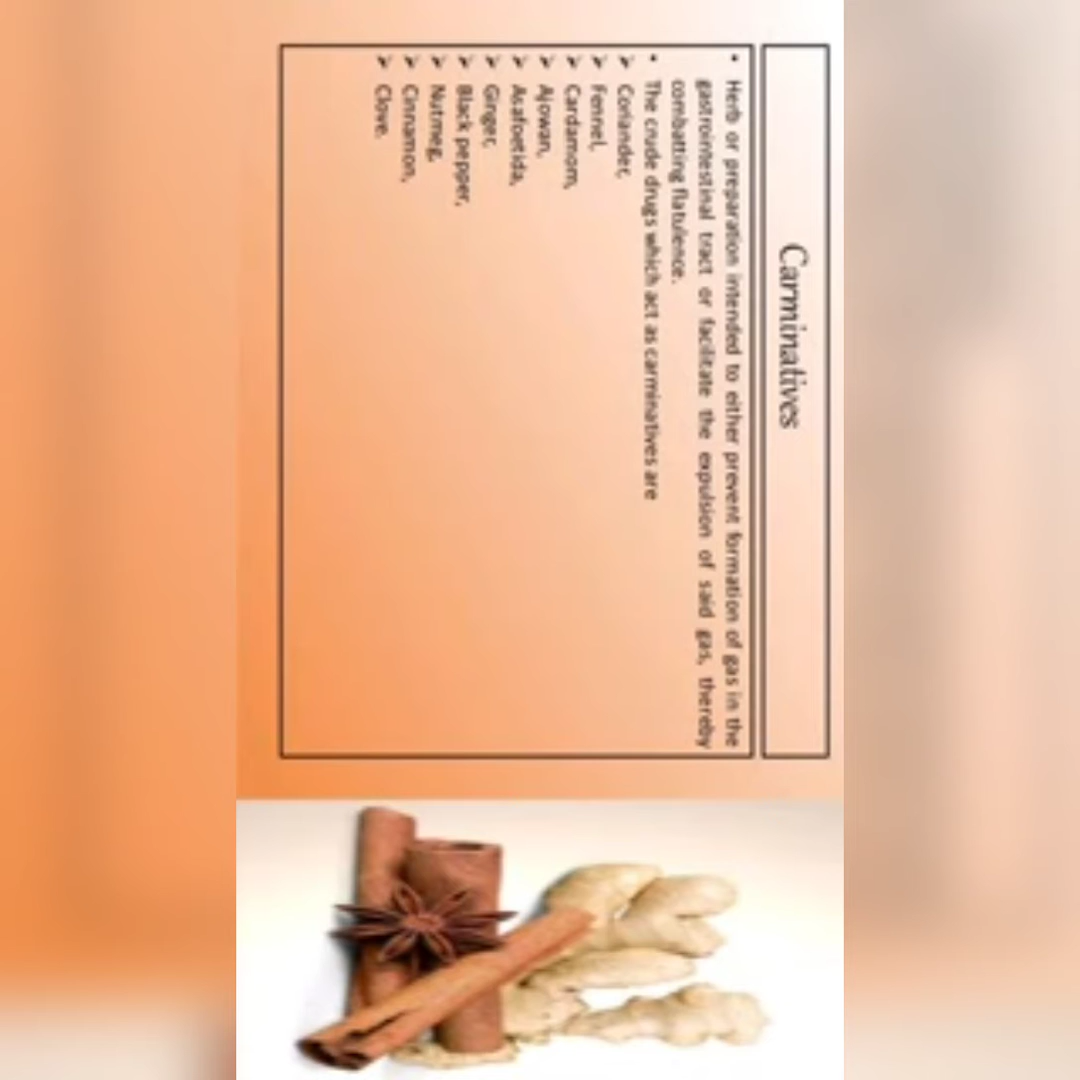 Carminatives
• Herb or preparation intended to either prevent formation of gas in the
gastrointestinal tract or facilitate the expulsion of said gas, thereby
combatting flatulence.
• The crude drugs which act as carminatives are
➢ Coriander,
➢ Fennel,
➢ Cardamom,
➢ Ajowan,
➢ Asafoetida,
➢ Ginger,
➢ Black pepper,
➢ Nutmeg,
➢ Cinnamon,
➢ Clove.